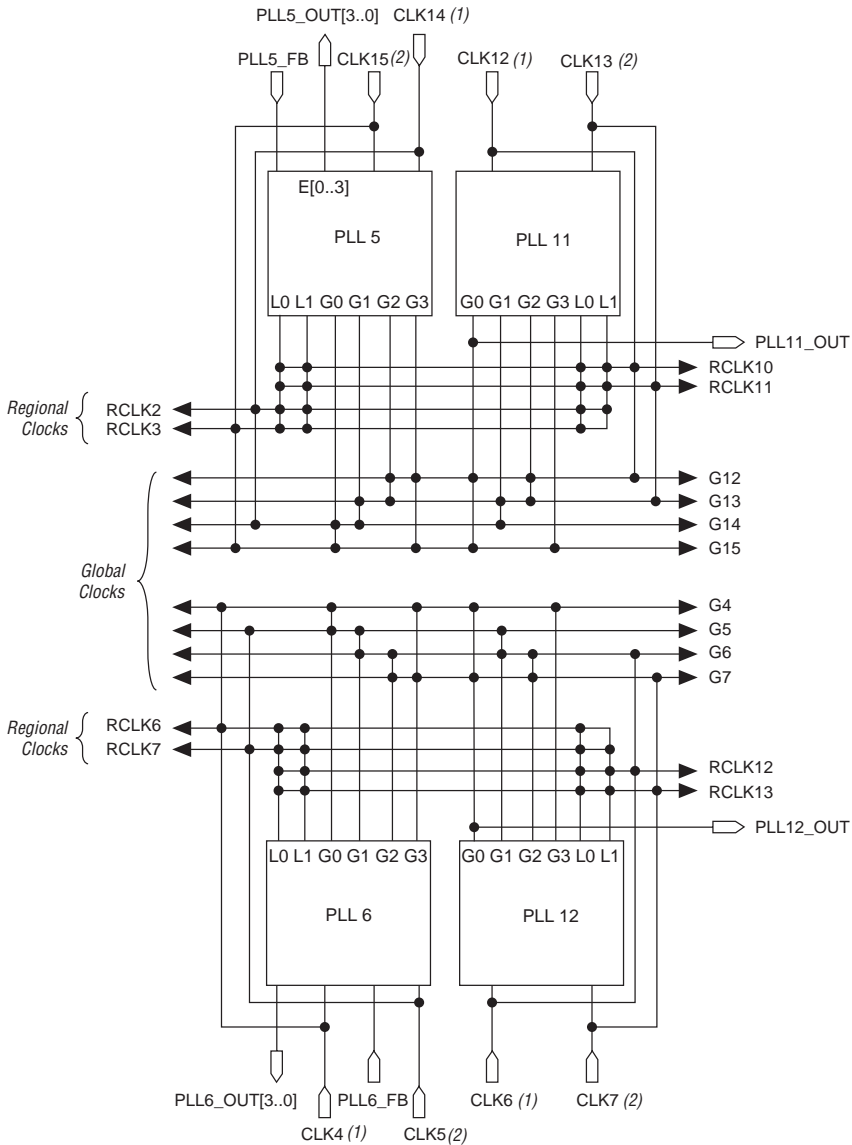 PLL5_OUT[3..0] CLK14 (1)
PLL5_FB CLK15 (2) CLK12 (1) CLK13 (2)
E[0..3]
PLL 5 PLL 11
L0 L1 G0 G1 G2 G3 G0 G1 G2 G3 L0 L1
PLL11_OUT
RCLK10
RCLK11
Regional
Clocks
RCLK2
RCLK3
G12
G13
G14
G15
Global
Clocks
G4
G5
G6
G7
Regional
Clocks
RCLK6
RCLK7
RCLK12
RCLK13
PLL12_OUT
L0 L1 G0 G1 G2 G3 G0 G1 G2 G3 L0 L1
PLL 6 PLL 12
PLL6_OUT[3..0] PLL6_FB CLK6 (1) CLK7 (2)
CLK4 (1) CLK5 (2)